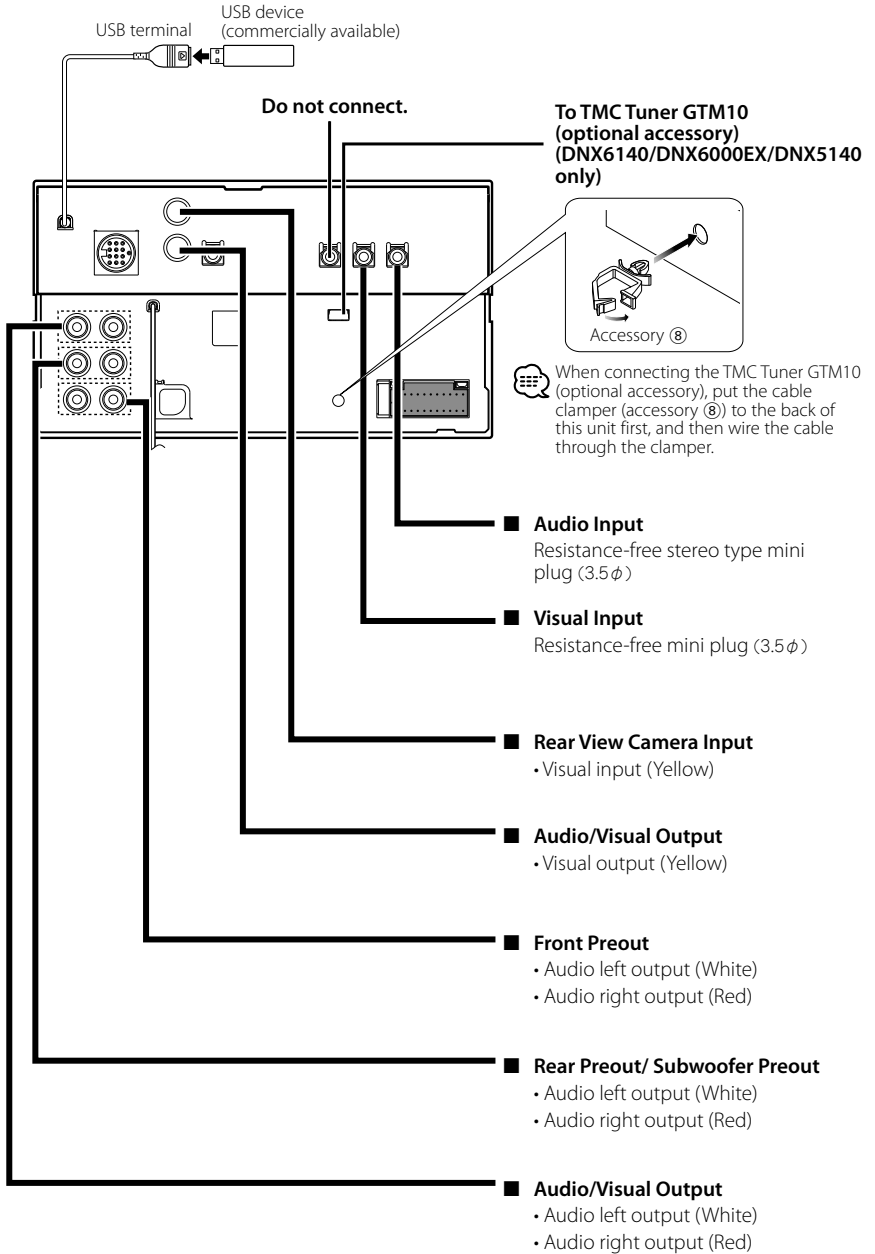 USB terminal
USB device
(commercially available)
Do not connect.
To TMC Tuner GTM10
(optional accessory)
(DNX6140/DNX6000EX/DNX5140
only)
Accessory ⑧
When connecting the TMC Tuner GTM10
(optional accessory), put the cable
clamper (accessory ⑧) to the back of
this unit first, and then wire the cable
through the clamper.
■ Audio Input
Resistance-free stereo type mini
plug (3.5φ)
■ Visual Input
Resistance-free mini plug (3.5φ)
■ Rear View Camera Input
• Visual input (Yellow)
■ Audio/Visual Output
• Visual output (Yellow)
■ Front Preout
• Audio left output (White)
• Audio right output (Red)
■ Rear Preout/ Subwoofer Preout
• Audio left output (White)
• Audio right output (Red)
■ Audio/Visual Output
• Audio left output (White)
• Audio right output (Red)